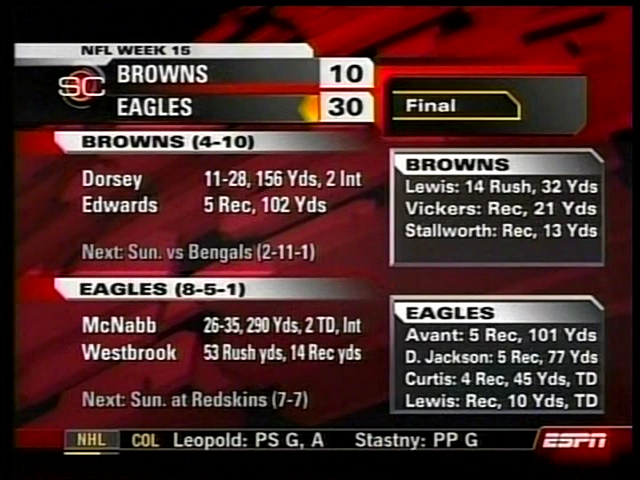 NFL WEEK 15
SC
BROWNS 10
EAGLES 30
Final
BROWNS (4-10)
Dorsey 11-28, 156 Yds, 2 Int
Edwards 5 Rec, 102 Yds
Next: Sun. vs Bengals (2-11-1)
BROWNS
Lewis: 14 Rush, 32 Yds
Vickers: Rec, 21 Yds
Stallworth: Rec, 13 Yds
EAGLES (8-5-1)
McNabb 26-35, 290 Yds, 2 TD, Int
Westbrook 53 Rush yds, 14 Rec yds
Next: Sun. at Redskins (7-7)
EAGLES
Avant: 5 Rec, 101 Yds
D. Jackson: 5 Rec, 77 Yds
Curtis: 4 Rec, 45 Yds, TD
Lewis: Rec, 10 Yds, TD
NHL COL Leopold: PS G, A Stastny: PP G ESPN